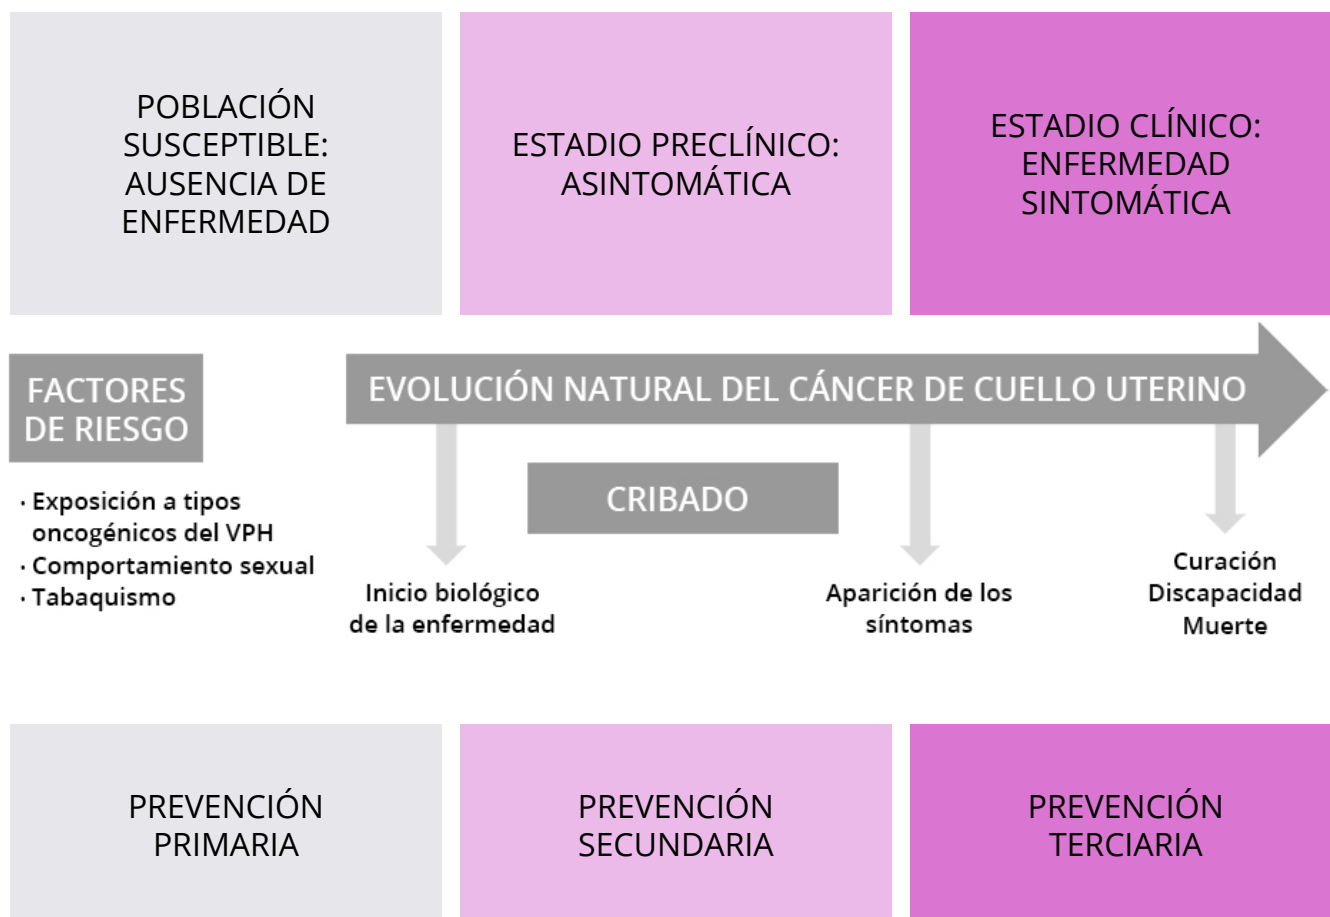 POBLACIÓN
SUSCEPTIBLE:
AUSENCIA DE
ENFERMEDAD
ESTADIO PRECLÍNICO:
ASINTOMÁTICA
ESTADIO CLÍNICO:
ENFERMEDAD
SINTOMÁTICA
FACTORES
DE RIESGO
· Exposición a tipos
oncogénicos del VPH
· Comportamiento sexual
· Tabaquismo
EVOLUCIÓN NATURAL DEL CÁNCER DE CUELLO UTERINO
CRIBADO
Inicio biológico
de la enfermedad
Aparición de los
síntomas
Curación
Discapacidad
Muerte
PREVENCIÓN
PRIMARIA
PREVENCIÓN
SECUNDARIA
PREVENCIÓN
TERCIARIA